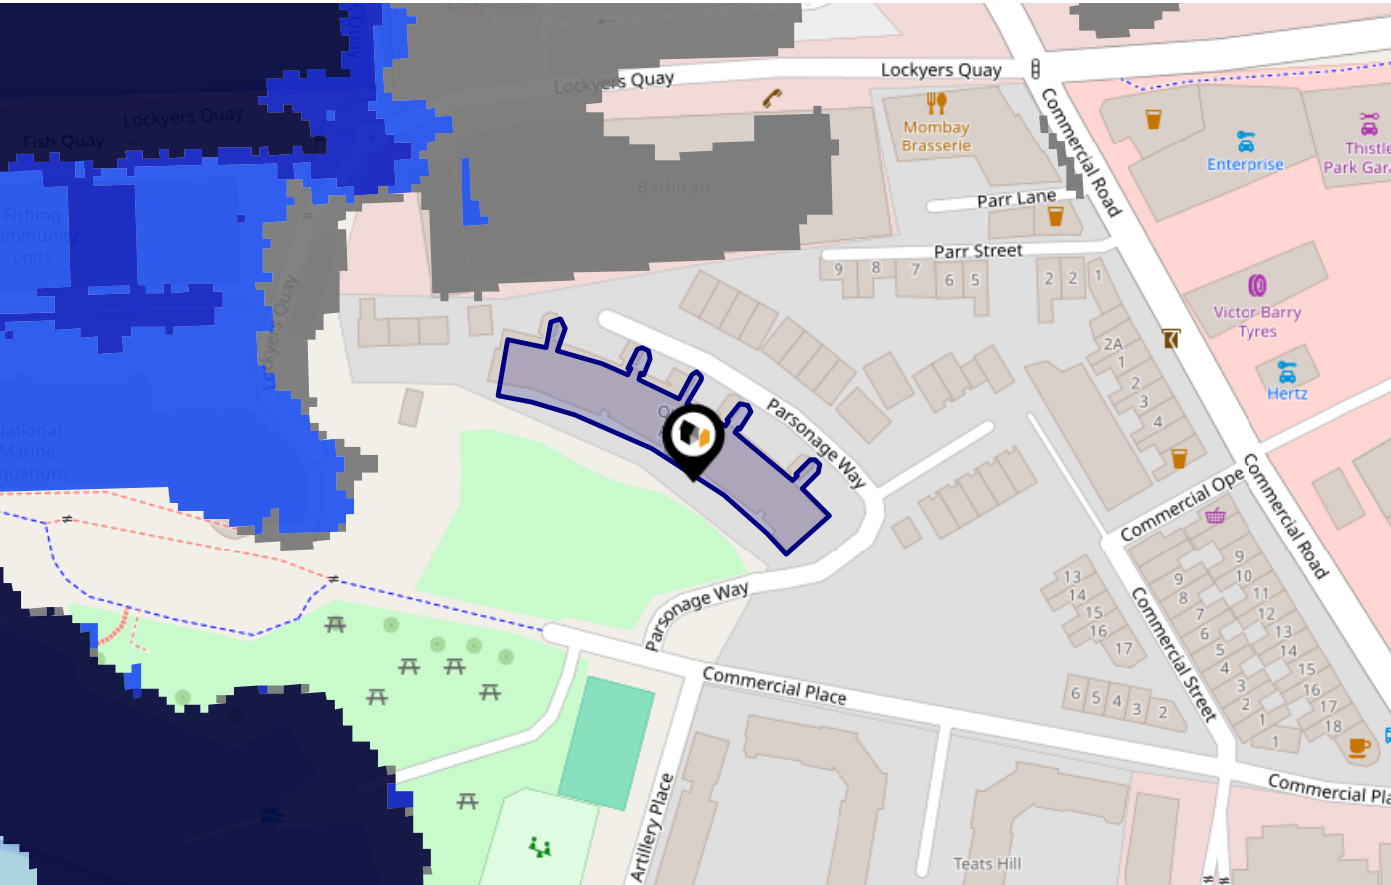 Lockyers Quay
Lockyers Quay
Lockyers Quay
Fish Quay
Commercial Road
Mombay
Brasserie
Enterprise
Thistle
Park Gara
Parr Lane
Parr Street
Barbican
Fishing
ommunity
Units
Lockyers Quay
9
8
7
6
5
2
2
1
2A
1
2
3
4
Victor Barry
Tyres
Hertz
National
Marine
quarium
Parsonage Way
Commercial Ope
Commercial Road
Parsonage Way
13
14
15
16
17
9
8
7
6
5
4
3
2
1
1
9
10
11
12
13
14
15
16
17
18
Commercial Street
Commercial Place
6
5
4
3
2
Commercial Pla
Artillery Place
Teats Hill